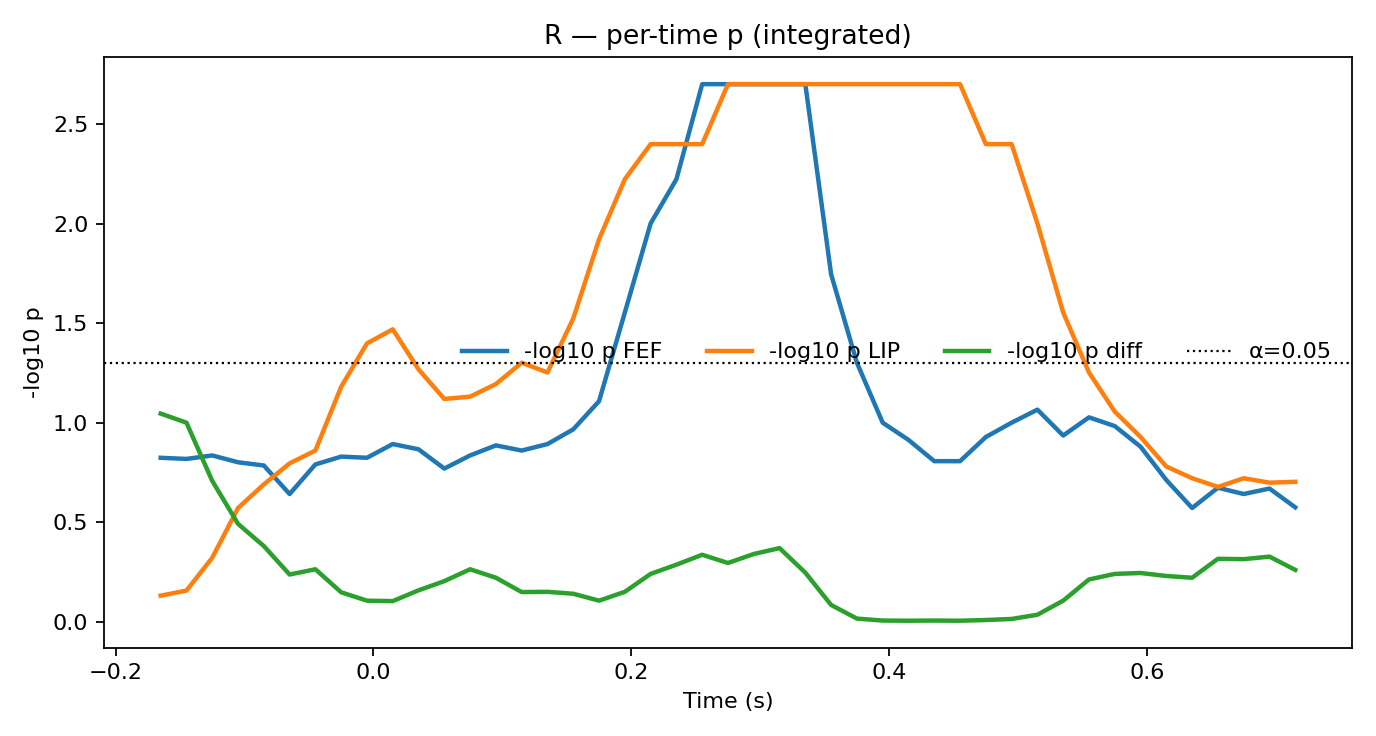 R — per-time p (integrated)
-log10 p
2.5
2.0
1.5
1.0
0.5
0.0
-log10 p FEF
-log10 p LIP
-log10 p diff
α=0.05
−0.2
0.0
0.2
0.4
0.6
Time (s)